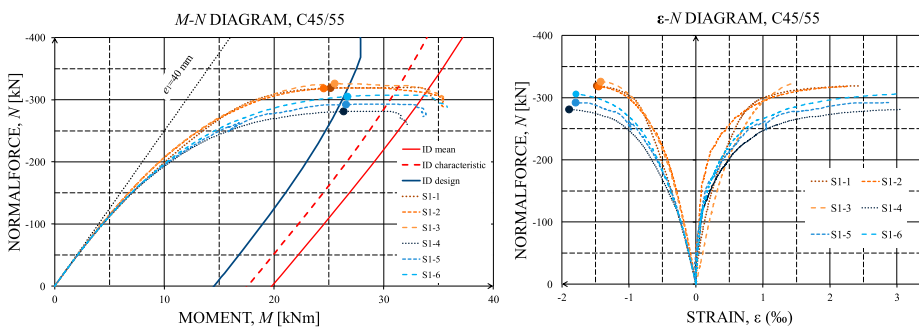 M-N DIAGRAM, C45/55
-400
-300
-200
-100
0
0
10
20
30
40
NORMALFORCE, N [kN]
MOMENT, M [kNm]
e₁=40 mm
ID mean
ID characteristic
ID design
S1-1
S1-2
S1-3
S1-4
S1-5
S1-6
ε-N DIAGRAM, C45/55
-400
-300
-200
-100
0
-2
-1
0
1
2
3
NORMALFORCE, N [kN]
STRAIN, ε (‰)
S1-1 S1-2
S1-3 S1-4
S1-5 S1-6